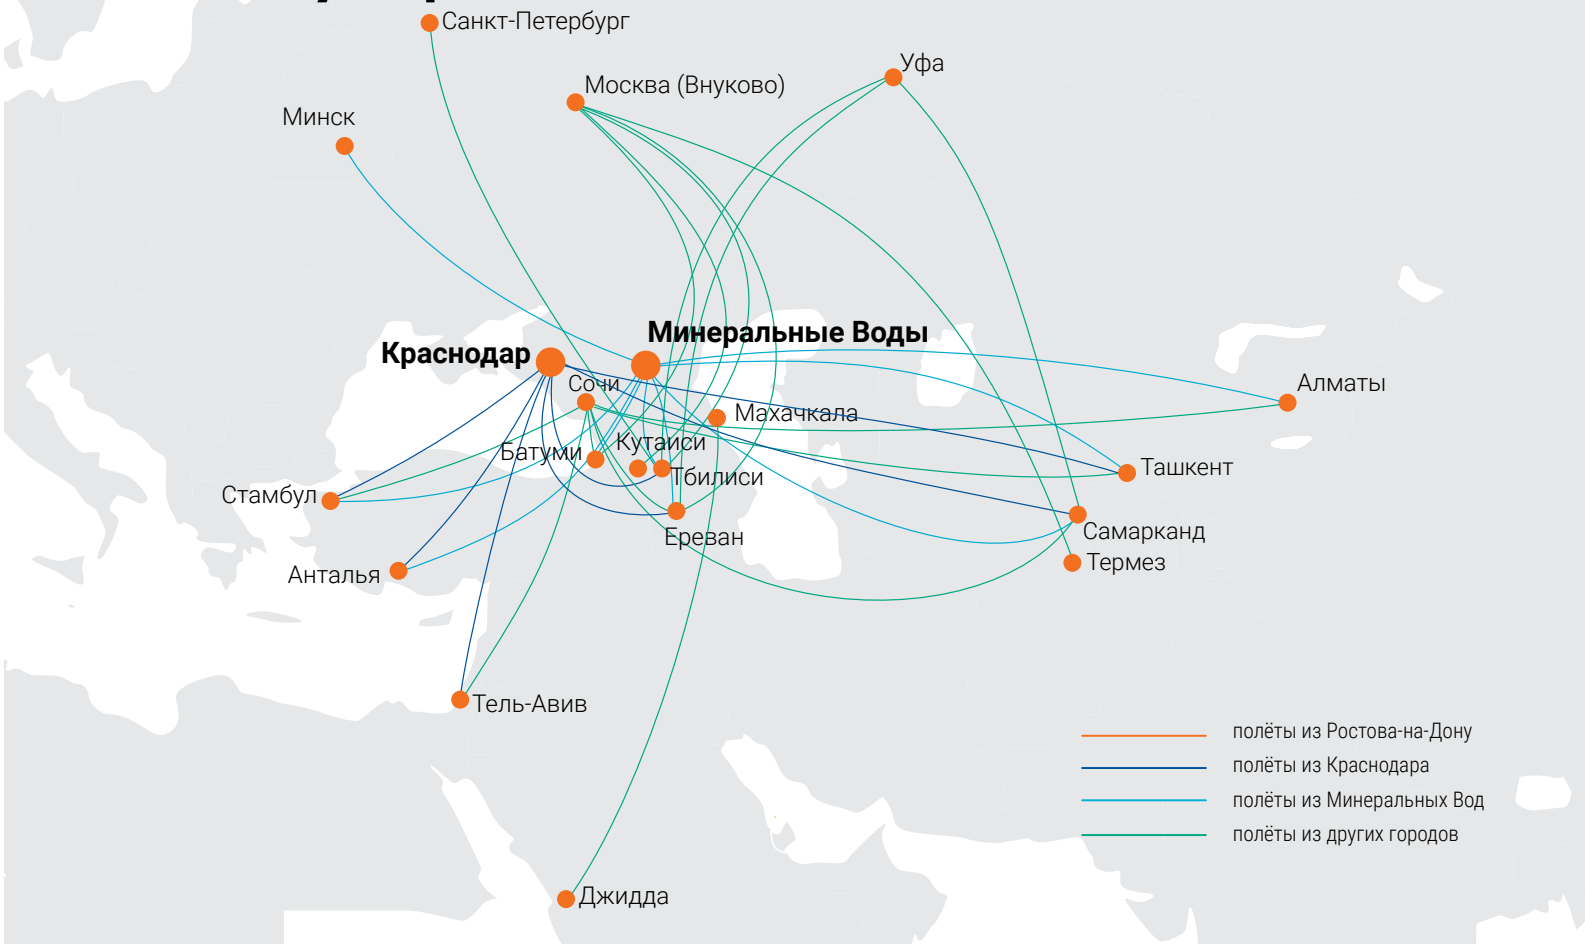 Санкт-Петербург
Уфа
Москва (Внуково)
Минск
Минеральные Воды
Краснодар
Сочи
Алматы
Махачкала
Кутаиси
Батуми
Ташкент
Тбилиси
Стамбул
Самарканд
Ереван
Термез
Анталья
Тель-Авив
полёты из Ростова-на-Дону
полёты из Краснодара
полёты из Минеральных Вод
полёты из других городов
Джидда